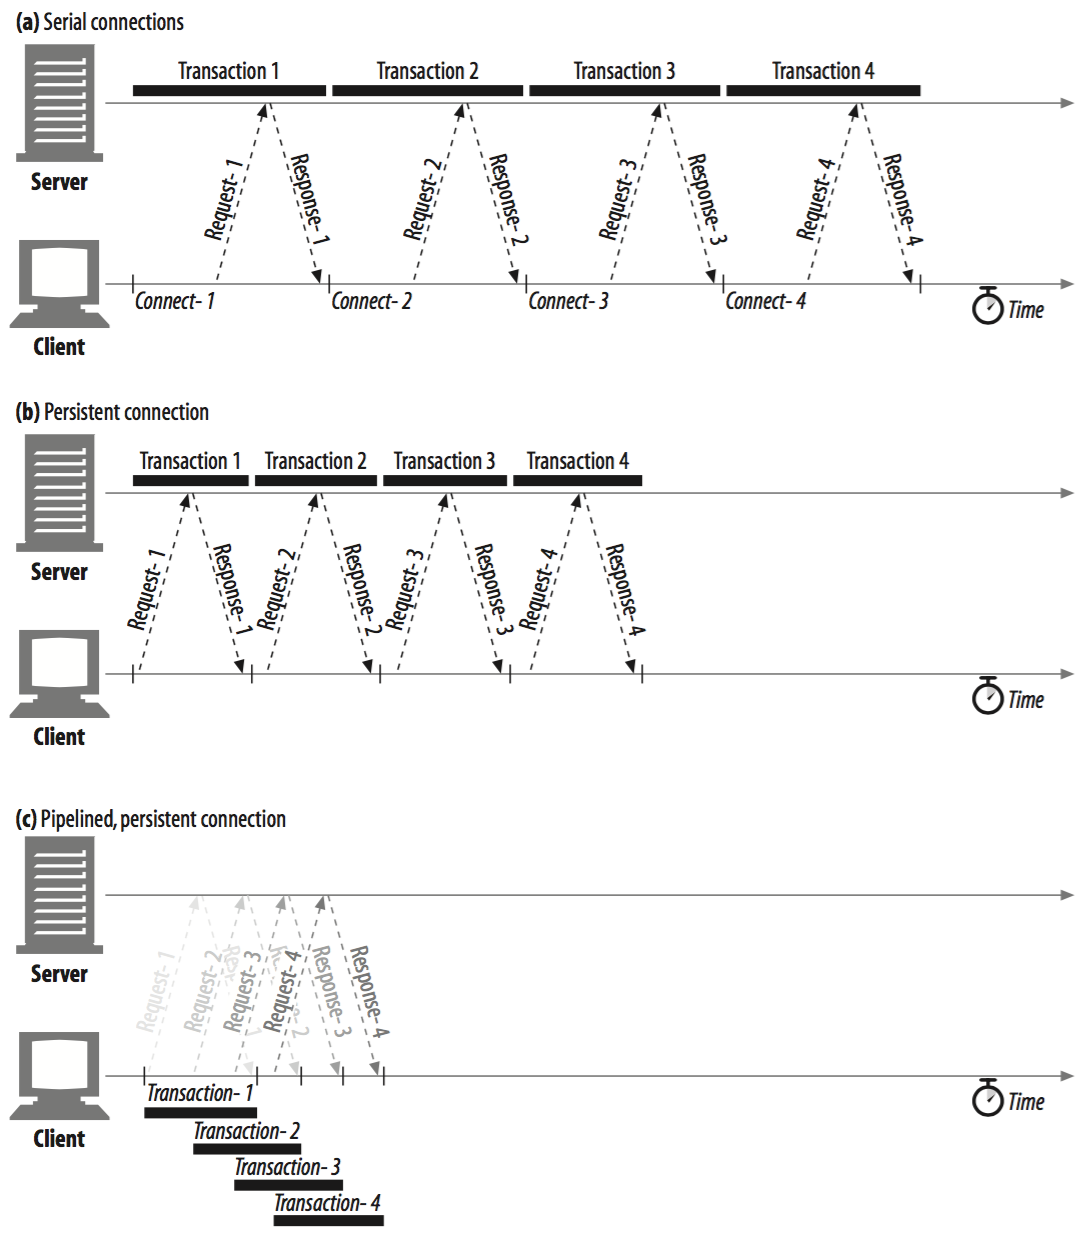 (a) Serial connections
Transaction 1 Transaction 2 Transaction 3 Transaction 4
Request- 1 Response- 1 Request- 2 Response- 2 Request- 3 Response- 3 Request- 4 Response- 4
Server
Connect- 1 Connect- 2 Connect- 3 Connect- 4 Time
Client
(b) Persistent connection
Transaction 1 Transaction 2 Transaction 3 Transaction 4
Request- 1 Response- 1 Request- 2 Response- 2 Request- 3 Response- 3 Request- 4 Response- 4
Server
Time
Client
(c) Pipelined, persistent connection
Request- 1 Request- 2 Request- 3 Request- 4 Response- 3 Response- 4
Server
Transaction- 1 Time
Client
Transaction- 2
Transaction- 3
Transaction- 4